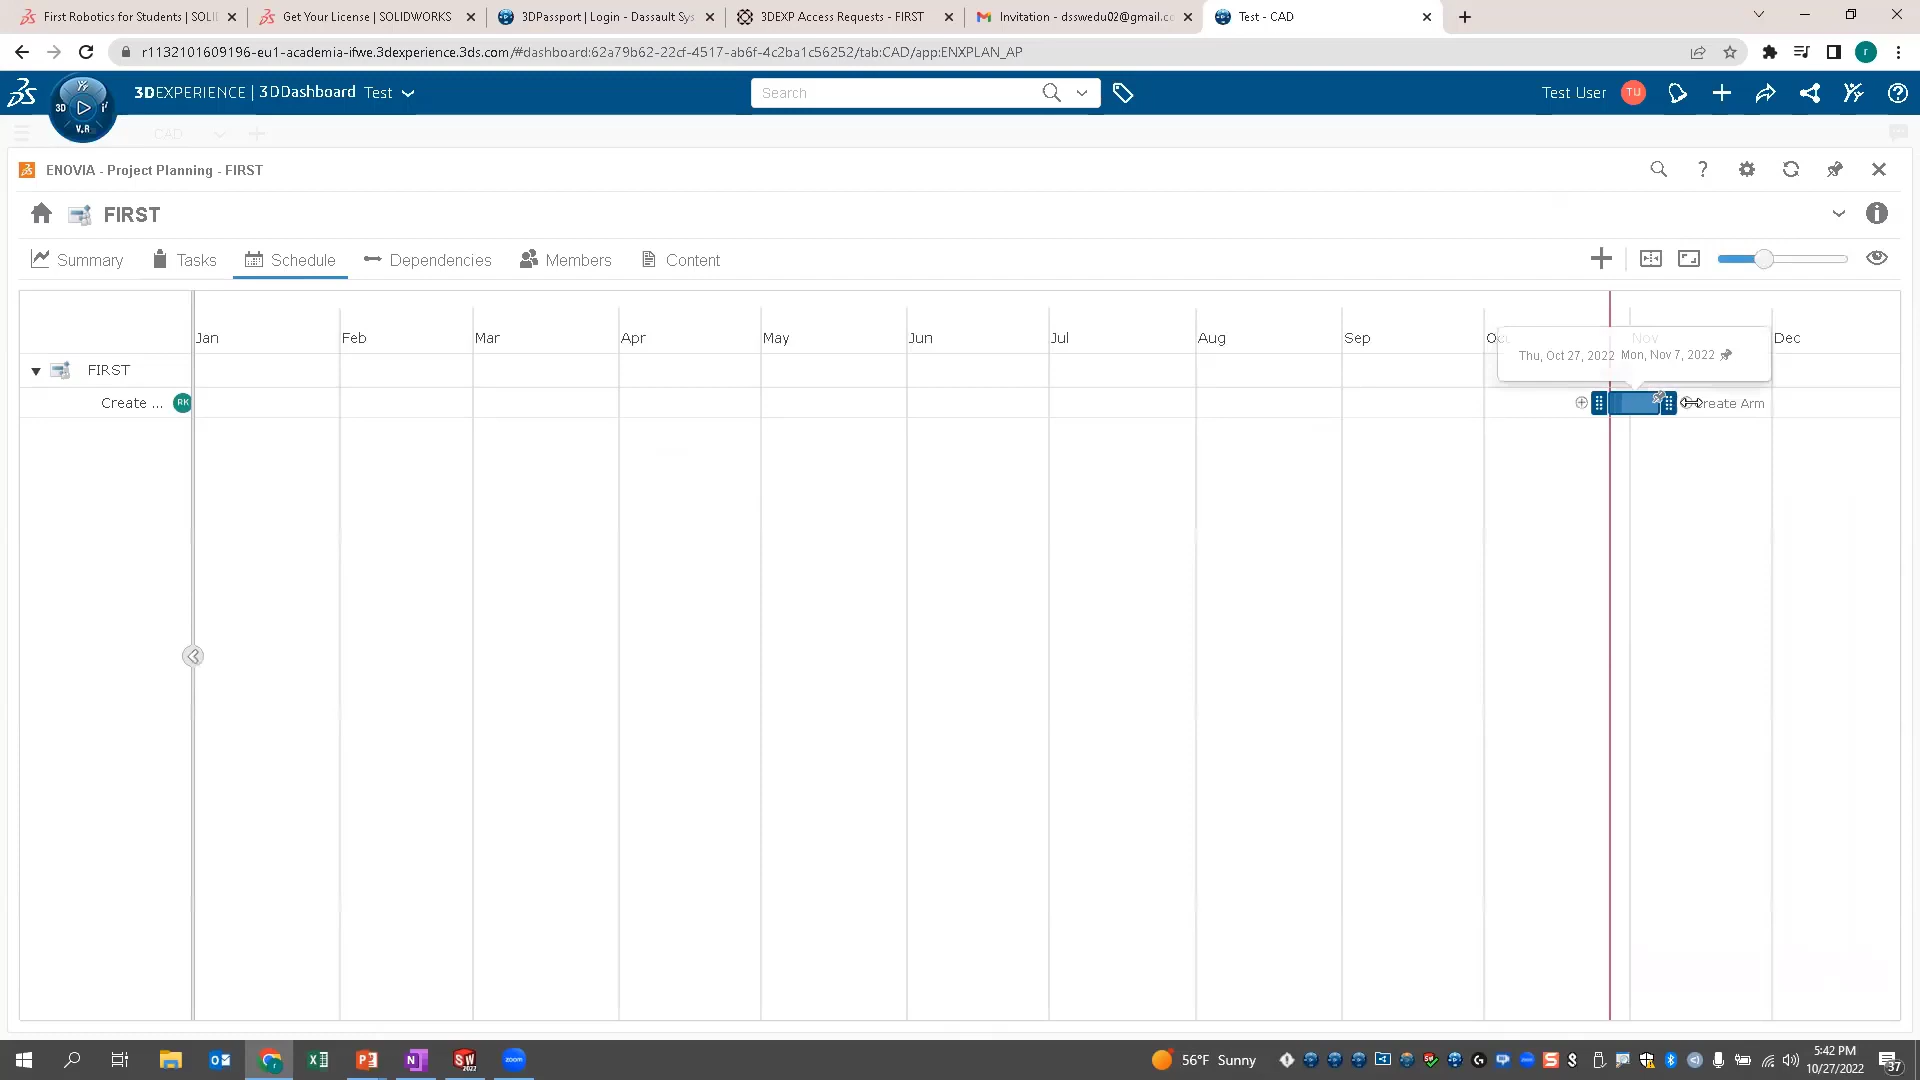 First Robotics for Students | SOLI
Get Your License | SOLIDWORKS
3DPassport | Login - Dassault Sys
3DEXP Access Requests - FIRST
Invitation - dsswedu02@gmail.co
Test - CAD
r1132101609196-eu1-academia-ifwe.3dexperience.3ds.com/#dashboard:62a79b62-22cf-4517-ab6f-4c2ba1c56252/tab:CAD/app:ENXPLAN_AP
r
3D
V.R
3DEXPERIENCE | 3DDashboard Test
Search
Test User
TU
CAD
ENOVIA - Project Planning - FIRST
FIRST
Summary
Tasks
Schedule
Dependencies
Members
Content
Jan
Feb
Mar
Apr
May
Jun
Jul
Aug
Sep
Nov
Dec
Thu, Oct 27, 2022 Mon, Nov 7, 2022
FIRST
Create ...
RK
Create Arm
56°F Sunny
5:42 PM
10/27/2022
37